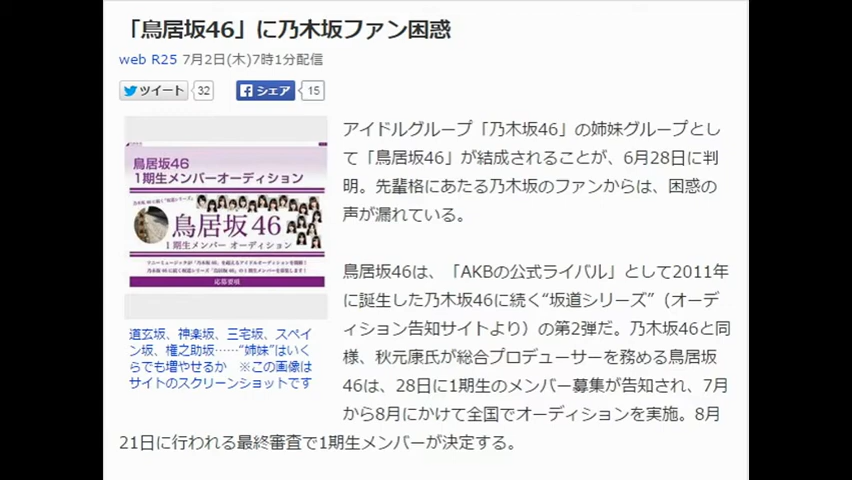 「鳥居坂46」に乃木坂ファン困惑
web R25 7月2日(木)7時1分配信
ツイート 32 シェア 15
鳥居坂46
1期生メンバーオーディション
鳥居坂46
1期生メンバー オーディション
応募要項
道玄坂、神楽坂、三宅坂、スペイ
ン坂、権之助坂……“姉妹”はいく
らでも増やせるか　※この画像は
サイトのスクリーンショットです
アイドルグループ「乃木坂46」の姉妹グループとし
て「鳥居坂46」が結成されることが、6月28日に判
明。先輩格にあたる乃木坂のファンからは、困惑の
声が漏れている。
鳥居坂46は、「AKBの公式ライバル」として2011年
に誕生した乃木坂46に続く“坂道シリーズ”（オーデ
ィション告知サイトより）の第2弾だ。乃木坂46と同
様、秋元康氏が総合プロデューサーを務める鳥居坂
46は、28日に1期生のメンバー募集が告知され、7月
から8月にかけて全国でオーディションを実施。8月
21日に行われる最終審査で1期生メンバーが決定する。